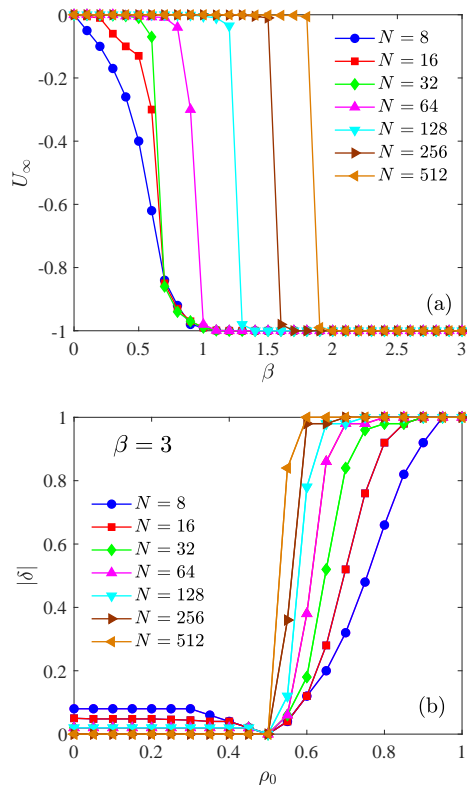 0
-0.2
-0.4
-0.6
-0.8
-1
U∞
N = 8
N = 16
N = 32
N = 64
N = 128
N = 256
N = 512
(a)
0 0.5 1 1.5 2 2.5 3
β
1
0.8
0.6
0.4
0.2
0
|δ|
β = 3
N = 8
N = 16
N = 32
N = 64
N = 128
N = 256
N = 512
(b)
0 0.2 0.4 0.6 0.8 1
ρ0